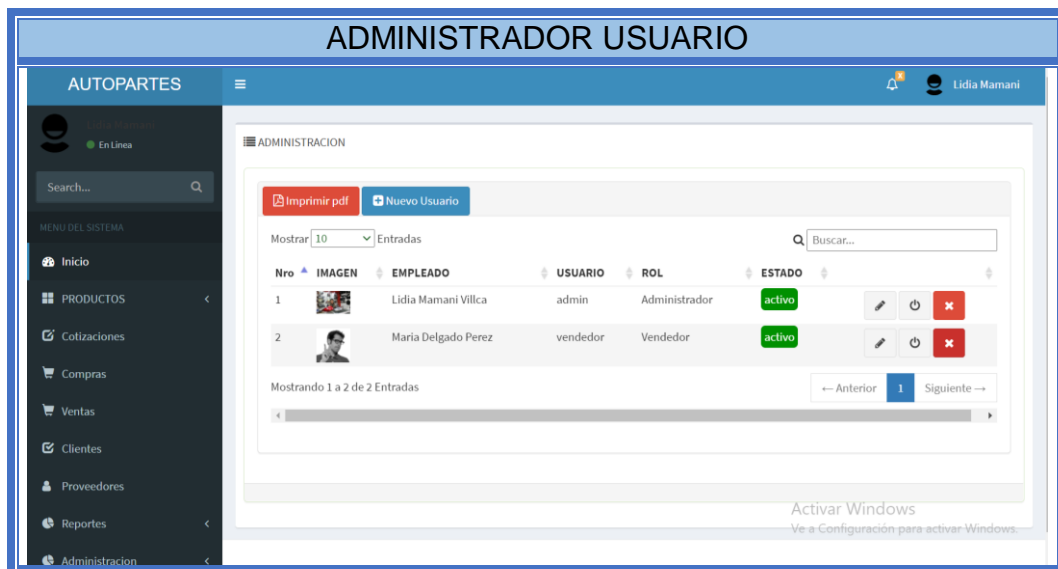 ADMINISTRADOR USUARIO
AUTOPARTES
Lidia Mamani
Lidia Mamani
En Linea
ADMINISTRACION
Search...
Imprimir pdf Nuevo Usuario
MENU DEL SISTEMA
Mostrar 10 Entradas Buscar...
Inicio
Nro IMAGEN EMPLEADO USUARIO ROL ESTADO
PRODUCTOS
1 Lidia Mamani Villca admin Administrador activo
Cotizaciones
2 Maria Delgado Perez vendedor Vendedor activo
Compras
Mostrando 1 a 2 de 2 Entradas ← Anterior 1 Siguiente →
Ventas
Clientes
Proveedores
Reportes
Administracion
Activar Windows
Ve a Configuración para activar Windows.